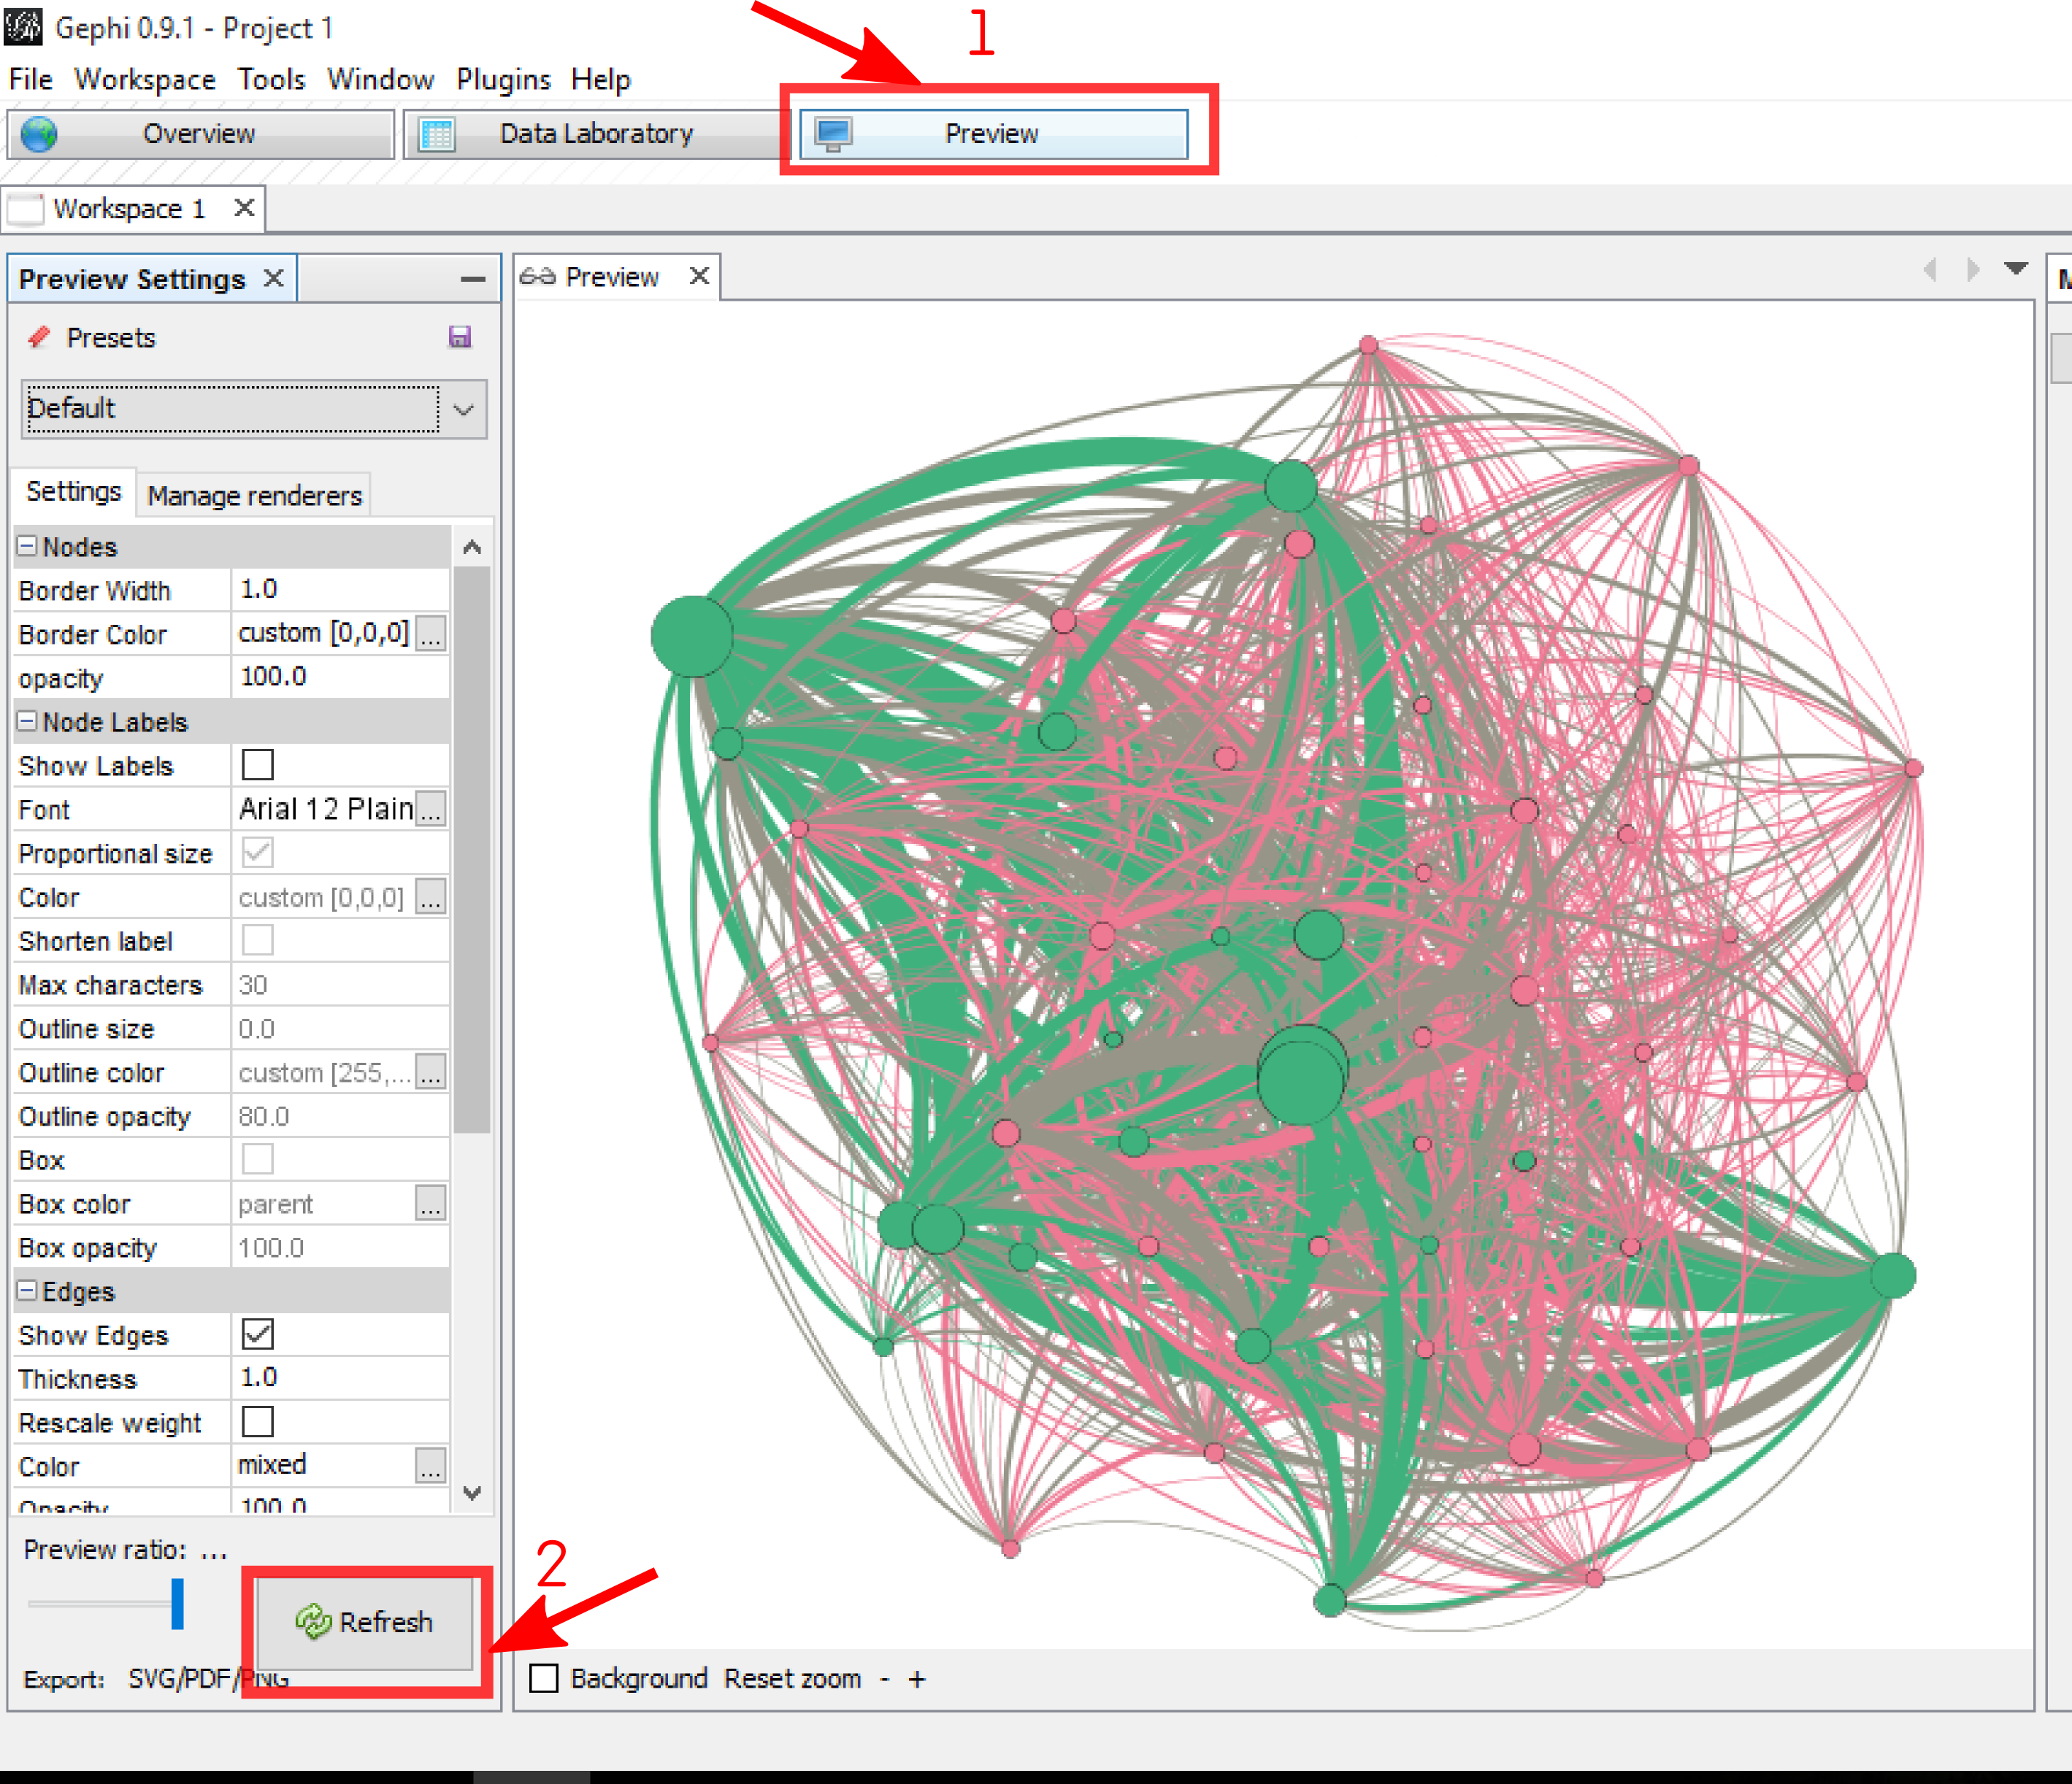 Gephi 0.9.1 - Project 1
1
File Workspace Tools Window Plugins Help
Overview Data Laboratory Preview
Workspace 1
Preview Settings
Preview
Presets
Default
Settings Manage renderers
Nodes
Border Width 1.0
Border Color custom [0,0,0] ...
opacity 100.0
Node Labels
Show Labels
Font Arial 12 Plain ...
Proportional size
Color custom [0,0,0] ...
Shorten label
Max characters 30
Outline size 0.0
Outline color custom [255,... ...
Outline opacity 80.0
Box
Box color parent ...
Box opacity 100.0
Edges
Show Edges
Thickness 1.0
Rescale weight
Color mixed ...
Opacity 100.0
Preview ratio: ...
2
Refresh
Export: SVG/PDF/PNG
Background Reset zoom - +